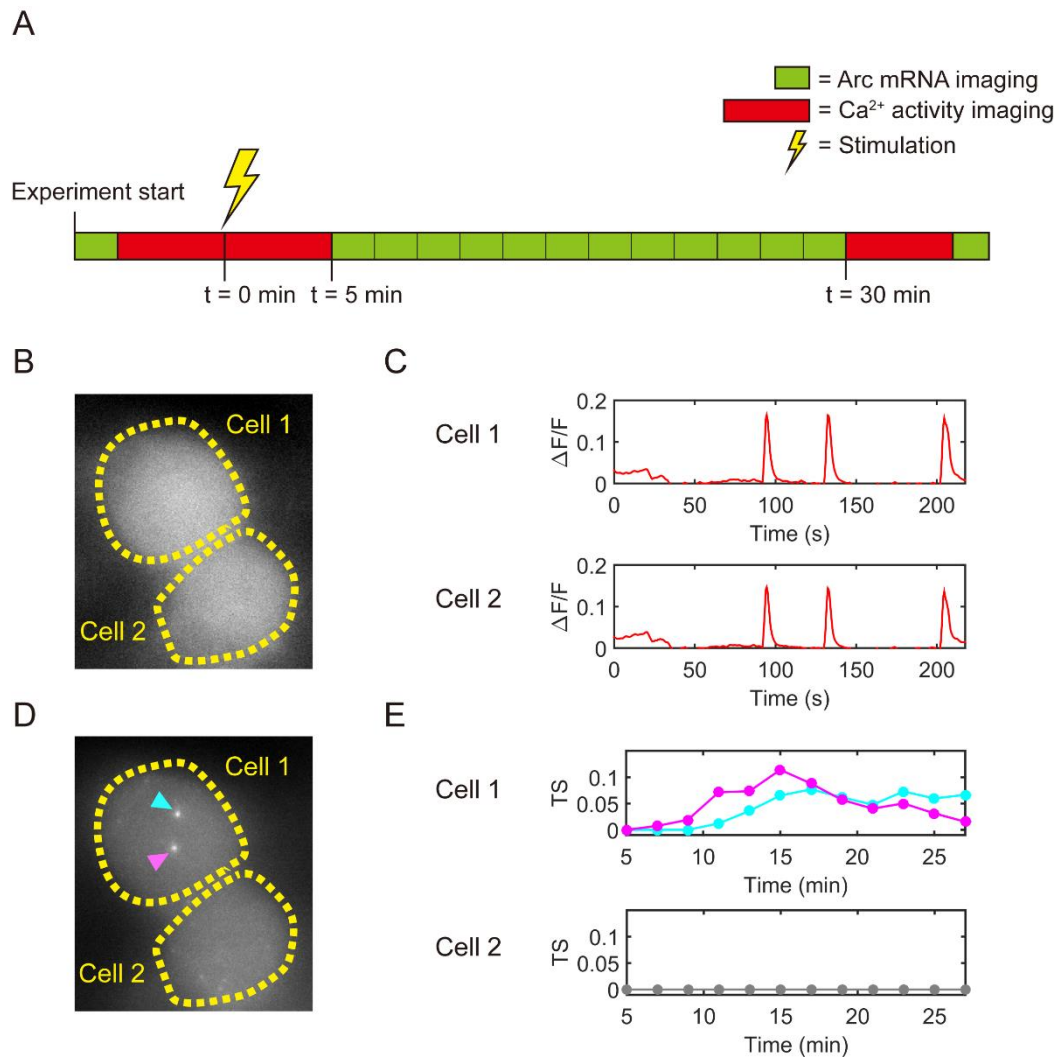 A
= Arc mRNA imaging
= Ca²⁺ activity imaging
= Stimulation
Experiment start
t = 0 min
t = 5 min
t = 30 min
B
Cell 1
Cell 2
C
Cell 1
ΔF/F
0.2
0.1
0
0 50 100 150 200
Time (s)
Cell 2
ΔF/F
0.2
0.1
0
0 50 100 150 200
Time (s)
D
Cell 1
Cell 2
E
Cell 1
TS
0.1
0.05
0
5 10 15 20 25
Time (min)
Cell 2
TS
0.1
0.05
0
5 10 15 20 25
Time (min)